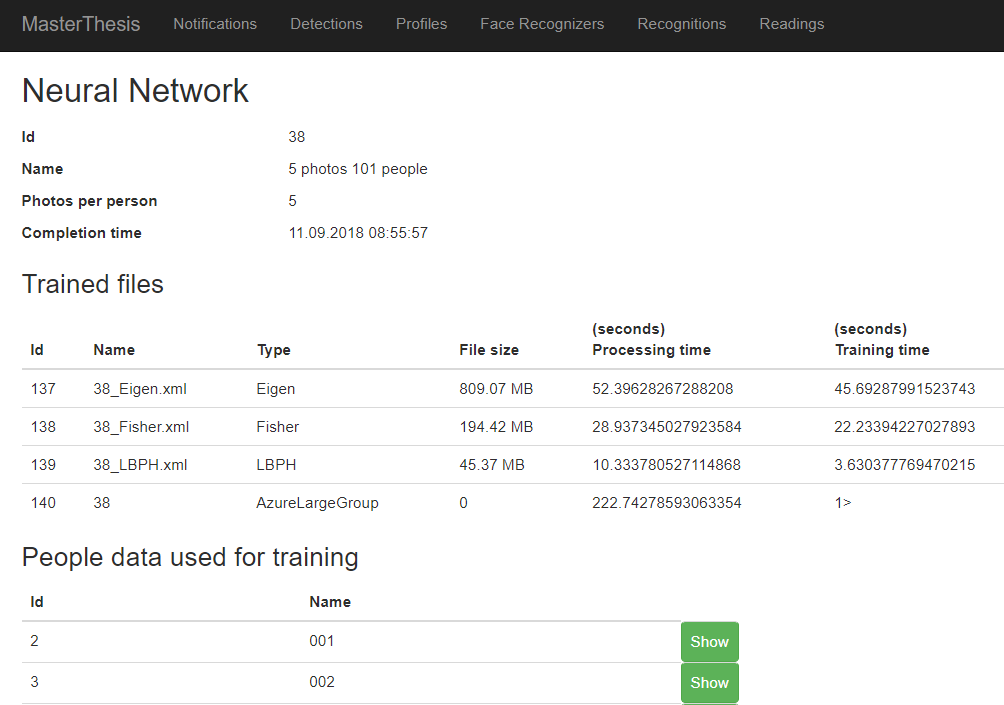 MasterThesis Notifications Detections Profiles Face Recognizers Recognitions Readings
Neural Network
Id 38
Name 5 photos 101 people
Photos per person 5
Completion time 11.09.2018 08:55:57
Trained files
(seconds) (seconds)
Id Name Type File size Processing time Training time
137 38_Eigen.xml Eigen 809.07 MB 52.39628267288208 45.69287991523743
138 38_Fisher.xml Fisher 194.42 MB 28.937345027923584 22.23394227027893
139 38_LBPH.xml LBPH 45.37 MB 10.333780527114868 3.630377769470215
140 38 AzureLargeGroup 0 222.74278593063354 1>
People data used for training
Id Name
2 001 Show
3 002 Show